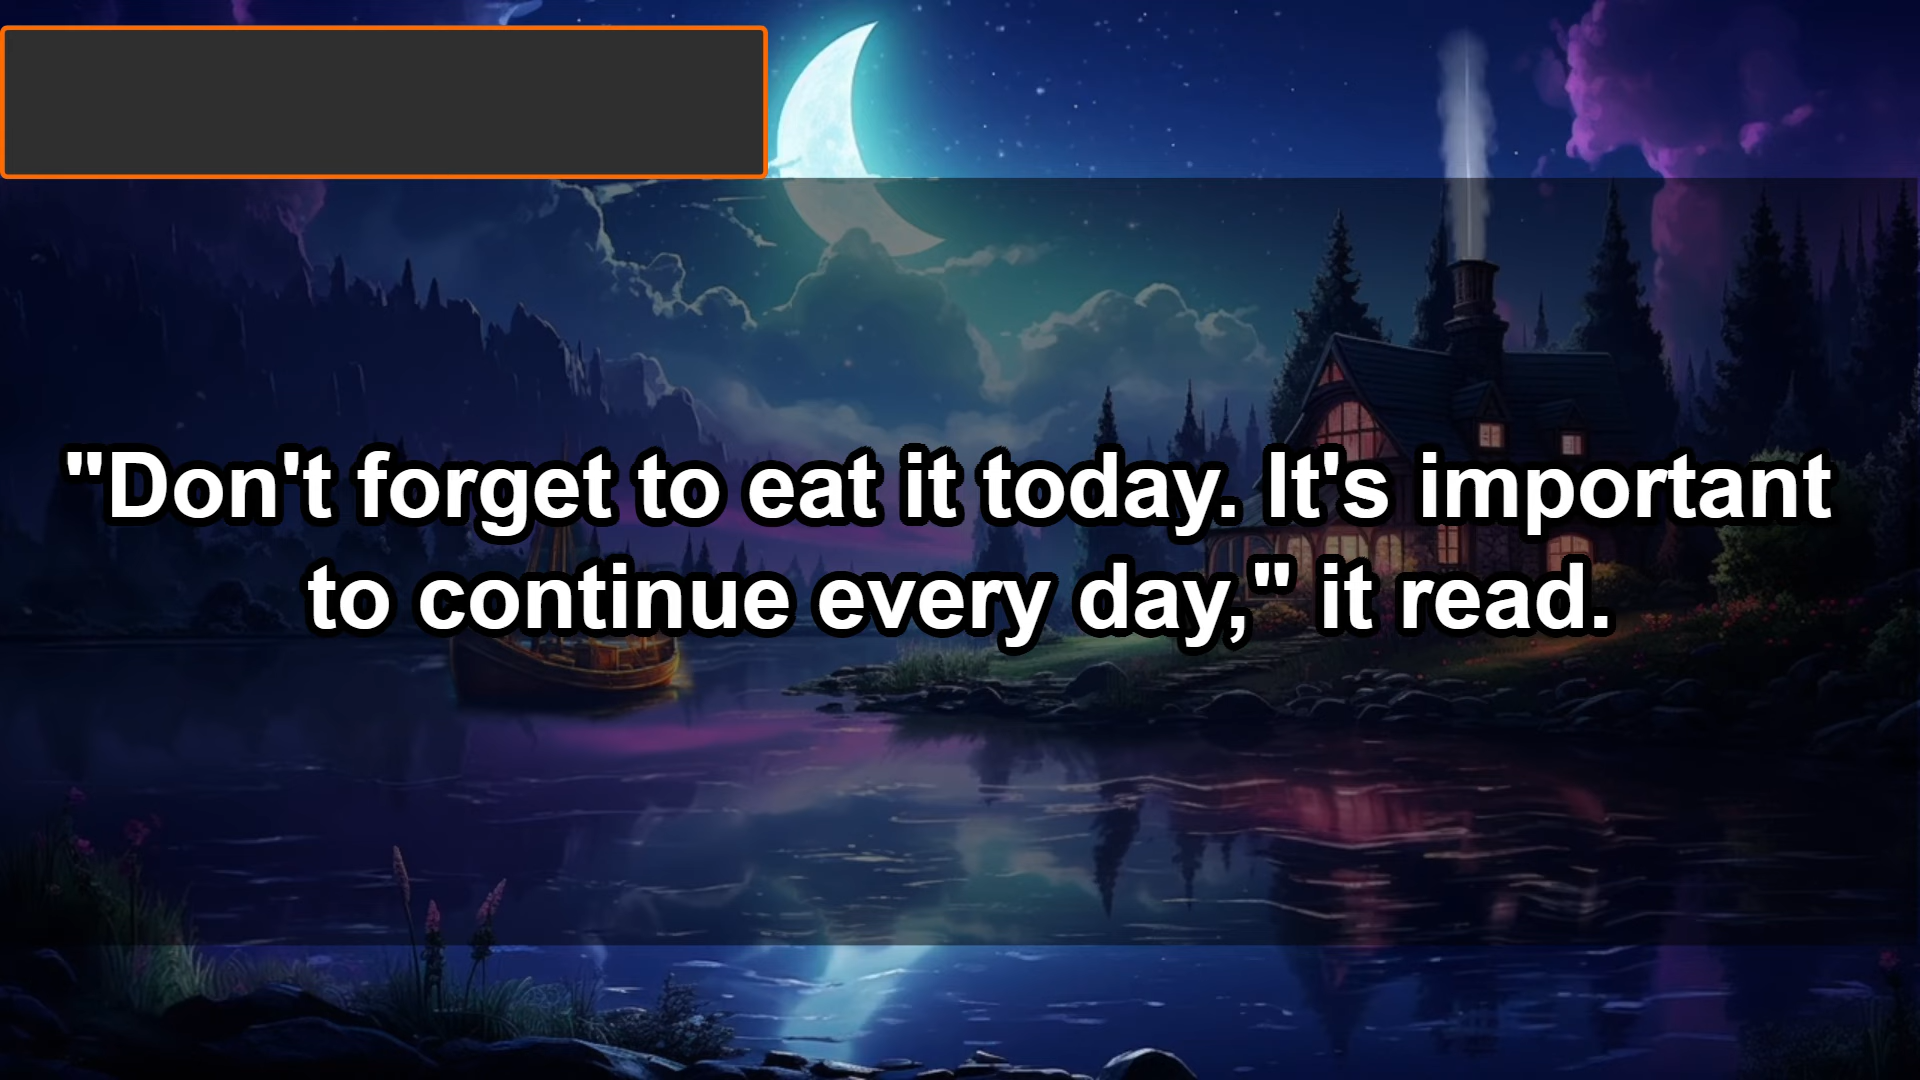 "Don't forget to eat it today. It's important
to continue every day," it read.